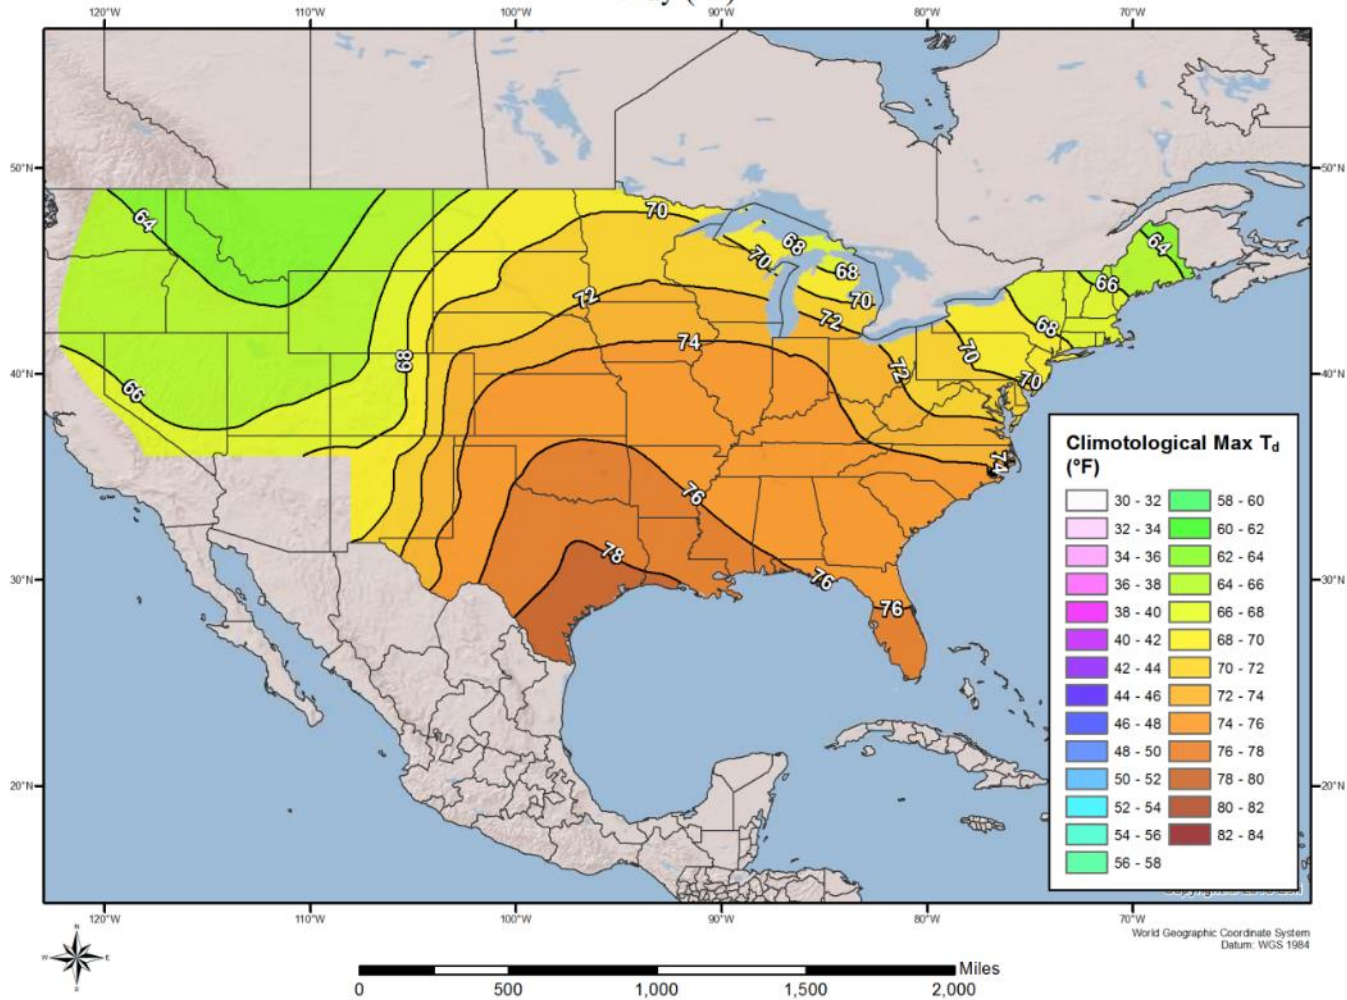 120°W 110°W 100°W 90°W 80°W 70°W
50°N 50°N
40°N 40°N
30°N 30°N
20°N 20°N
64
66
68
70
72
74
76
78
76
76
68
70
68
70
72
72
70
70
68
66
64
74
Climotological Max Td
(°F)
30 - 32 58 - 60
32 - 34 60 - 62
34 - 36 62 - 64
36 - 38 64 - 66
38 - 40 66 - 68
40 - 42 68 - 70
42 - 44 70 - 72
44 - 46 72 - 74
46 - 48 74 - 76
48 - 50 76 - 78
50 - 52 78 - 80
52 - 54 80 - 82
54 - 56 82 - 84
56 - 58
120°W 110°W 100°W 90°W 80°W 70°W
World Geographic Coordinate System
Datum: WGS 1984
N
W E
S
Miles
0 500 1,000 1,500 2,000